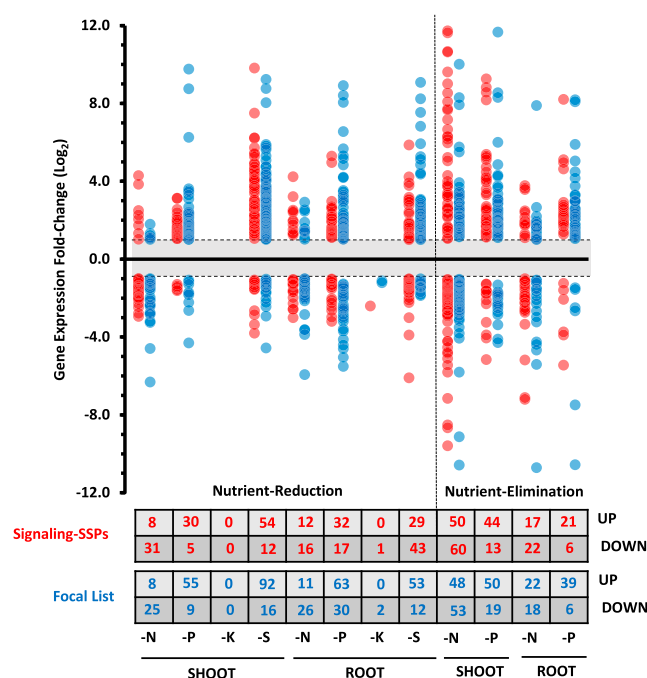 12.0
8.0
4.0
0.0
-4.0
-8.0
-12.0
Gene Expression Fold-Change (Log2)
Nutrient-Reduction Nutrient-Elimination
Signaling-SSPs
8 30 0 54 12 32 0 29 50 44 17 21 UP
31 5 0 12 16 17 1 43 60 13 22 6 DOWN
Focal List
8 55 0 92 11 63 0 53 48 50 22 39 UP
25 9 0 16 26 30 2 12 53 19 18 6 DOWN
-N -P -K -S -N -P -K -S -N -P -N -P
SHOOT ROOT SHOOT ROOT